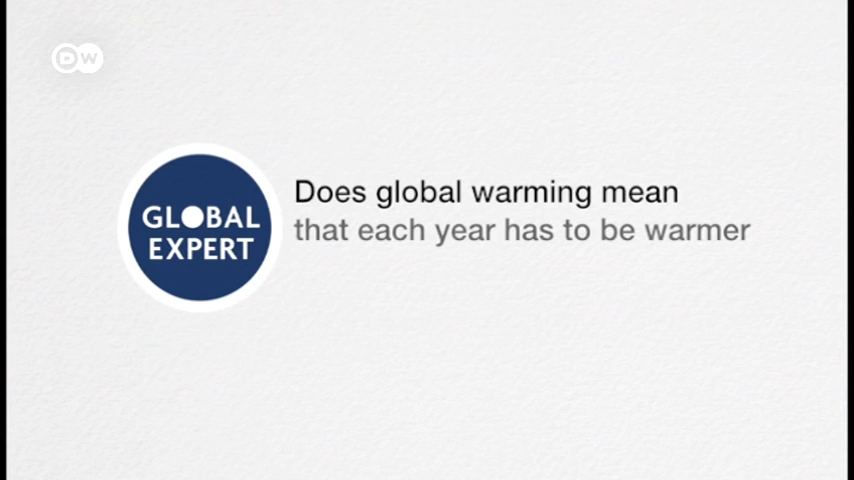 DW
GLOBAL
EXPERT
Does global warming mean
that each year has to be warmer